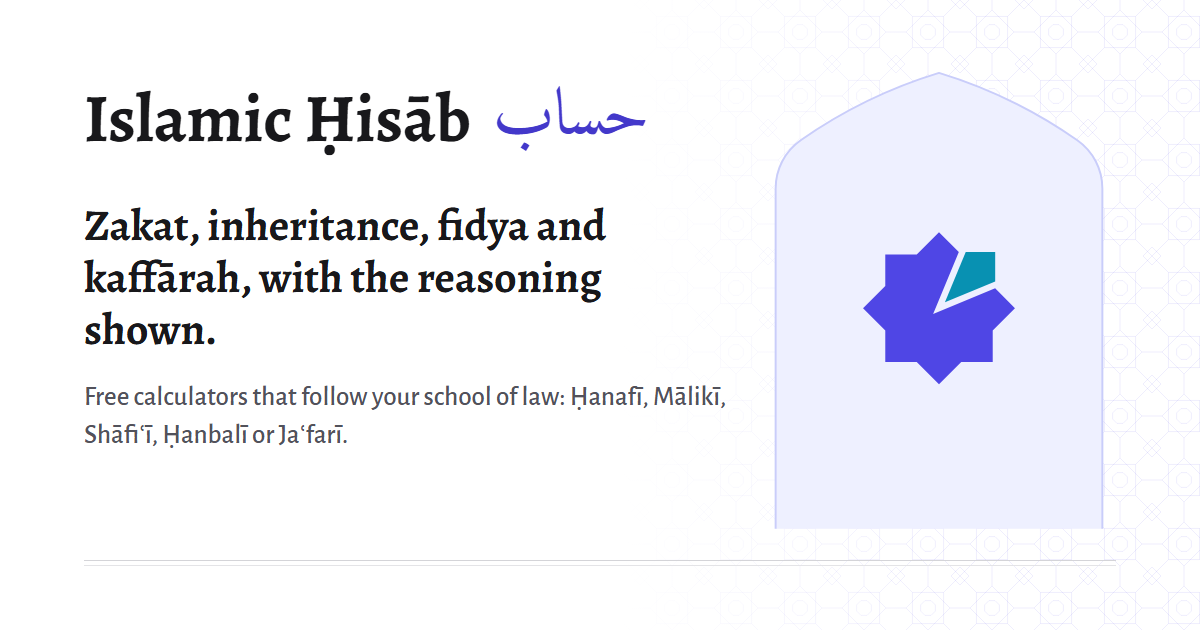 Islamic Ḥisāb حساب
Zakat, inheritance, fidya and
kaffārah, with the reasoning
shown.
Free calculators that follow your school of law: Ḥanafī, Mālikī,
Shāfiʿī, Ḥanbalī or Jaʿfarī.